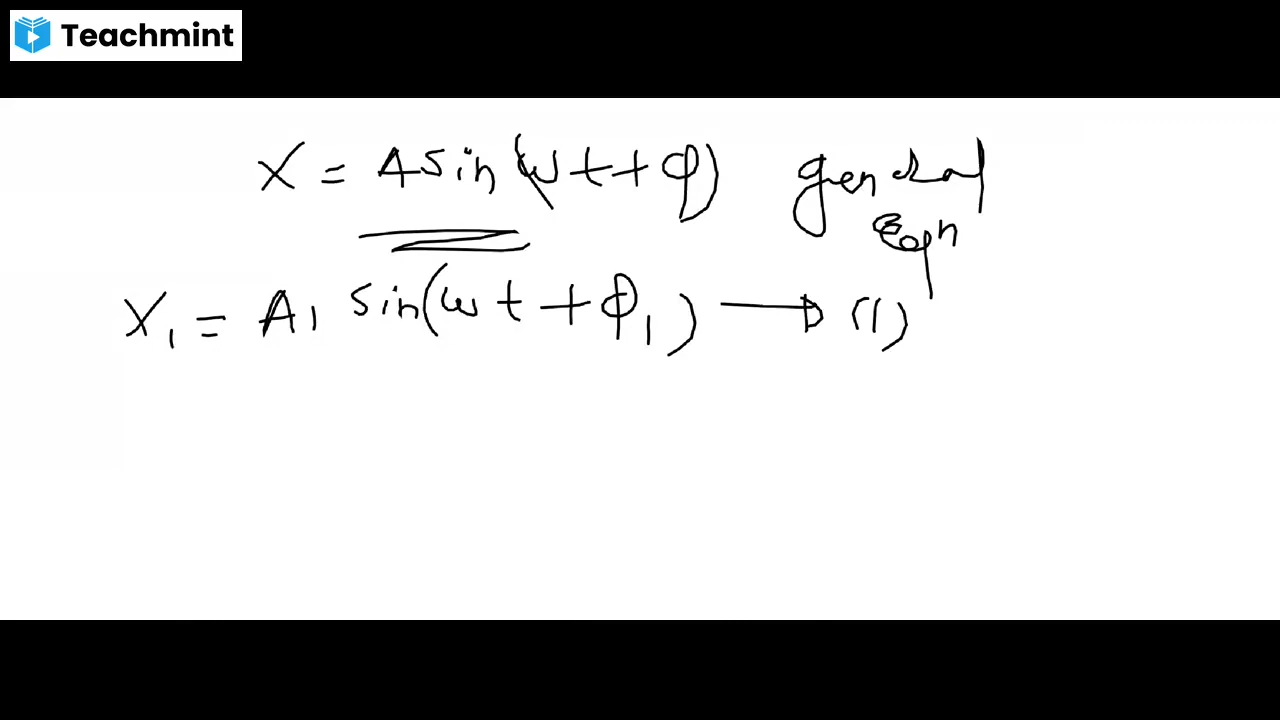 Teachmint
X = A sin(ωt+φ) general
Eqn
X₁ = A₁ sin(ωt+φ₁) → (1)